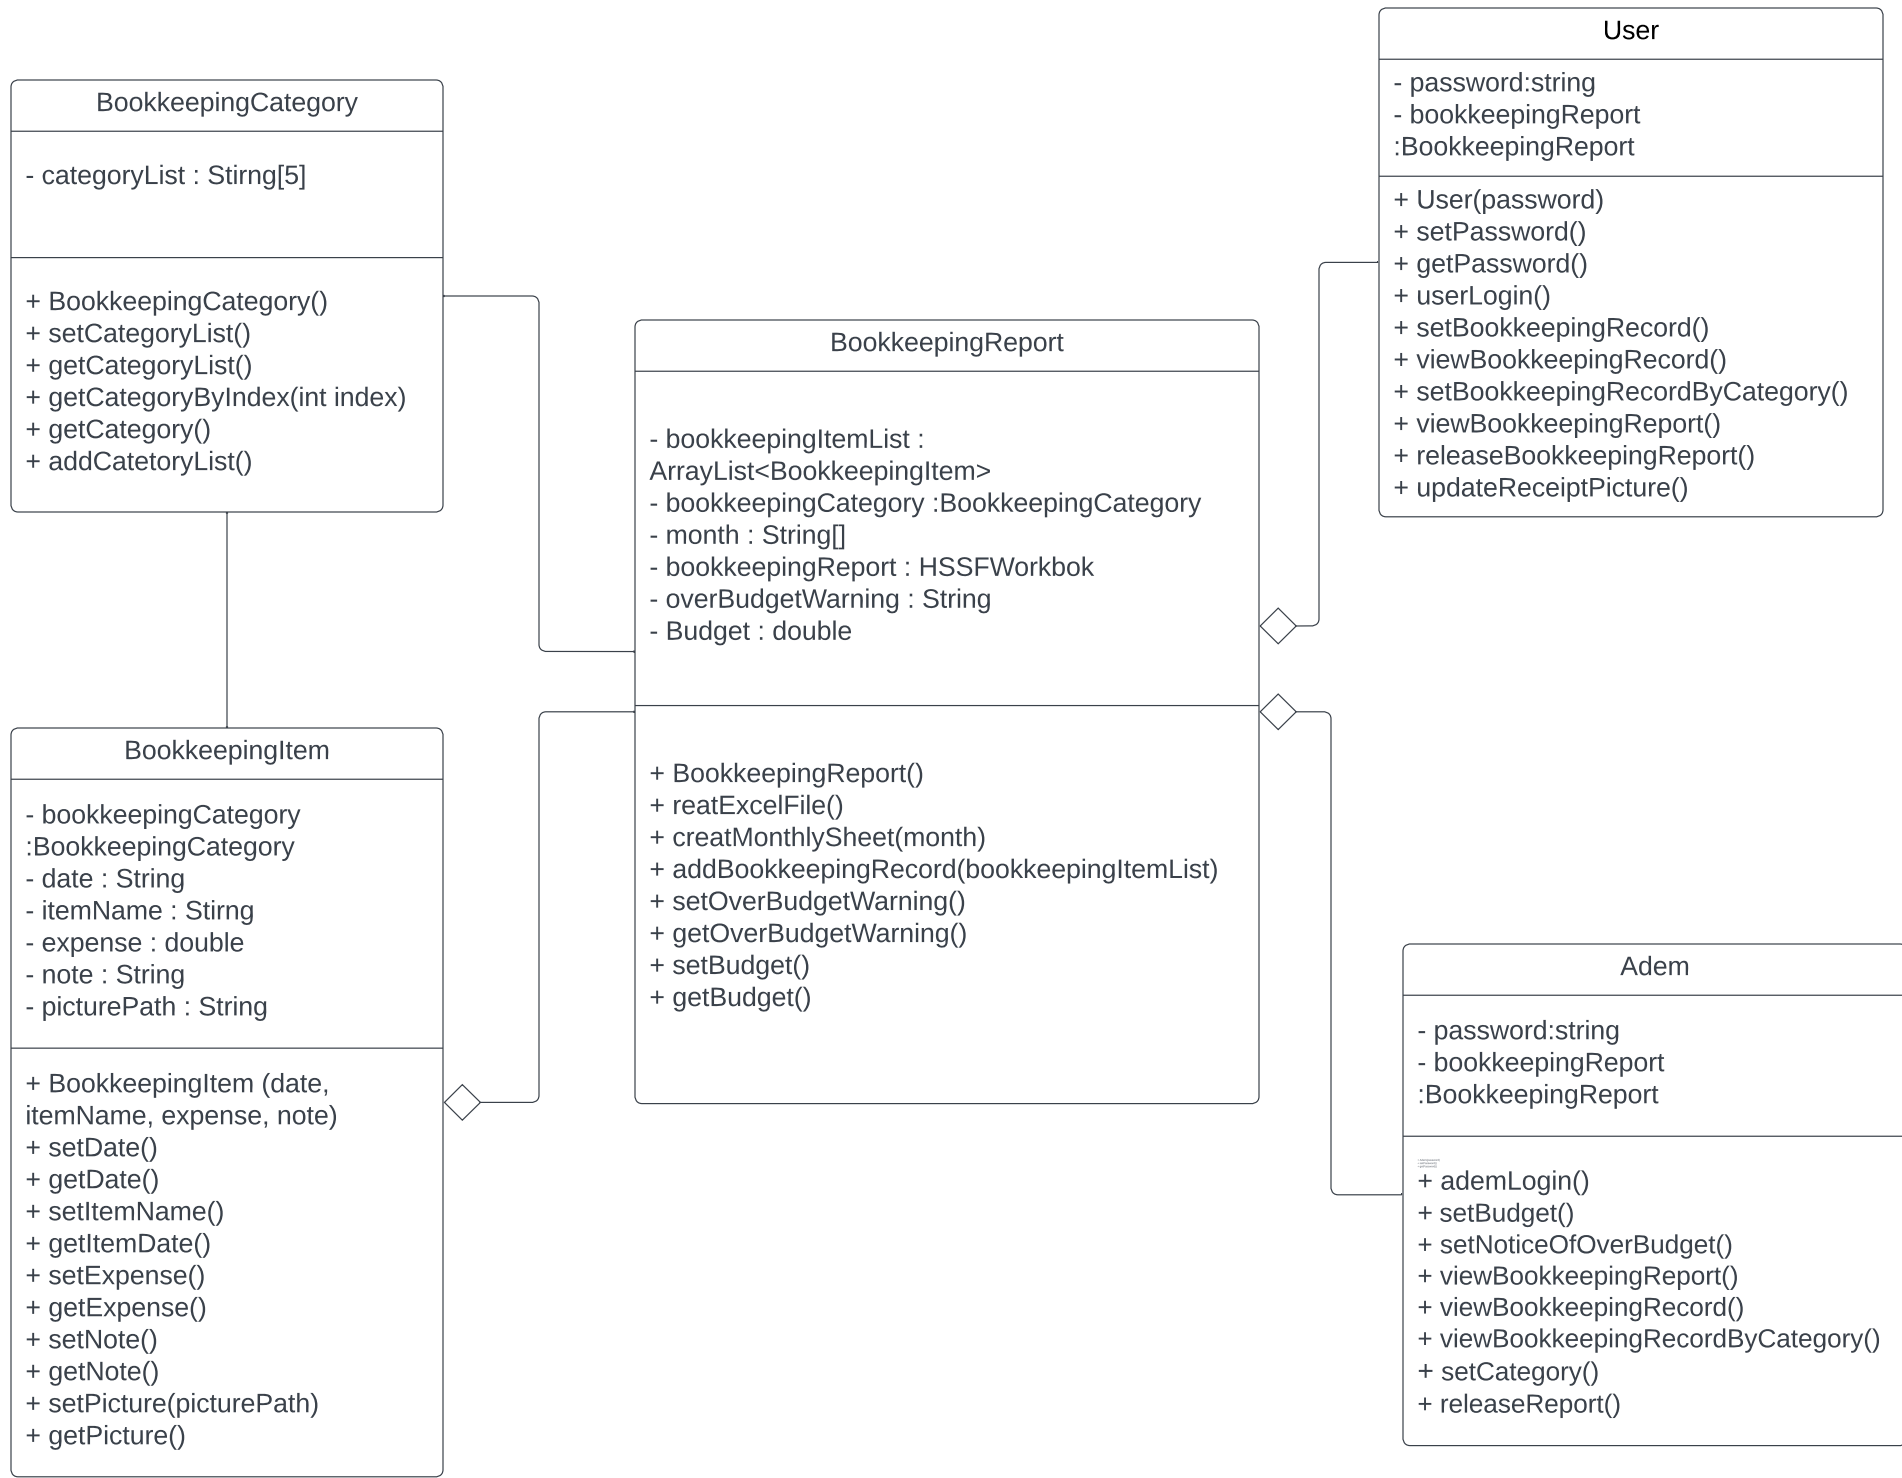 User
- password:string
- bookkeepingReport
:BookkeepingReport
+ User(password)
+ setPassword()
+ getPassword()
+ userLogin()
+ setBookkeepingRecord()
+ viewBookkeepingRecord()
+ setBookkeepingRecordByCategory()
+ viewBookkeepingReport()
+ releaseBookkeepingReport()
+ updateReceiptPicture()
BookkeepingCategory
- categoryList : Stirng[5]
+ BookkeepingCategory()
+ setCategoryList()
+ getCategoryList()
+ getCategoryByIndex(int index)
+ getCategory()
+ addCatetoryList()
BookkeepingReport
- bookkeepingItemList :
ArrayList<BookkeepingItem>
- bookkeepingCategory :BookkeepingCategory
- month : String[]
- bookkeepingReport : HSSFWorkbok
- overBudgetWarning : String
- Budget : double
+ BookkeepingReport()
+ reatExcelFile()
+ creatMonthlySheet(month)
+ addBookkeepingRecord(bookkeepingItemList)
+ setOverBudgetWarning()
+ getOverBudgetWarning()
+ setBudget()
+ getBudget()
BookkeepingItem
- bookkeepingCategory
:BookkeepingCategory
- date : String
- itemName : Stirng
- expense : double
- note : String
- picturePath : String
+ BookkeepingItem (date,
itemName, expense, note)
+ setDate()
+ getDate()
+ setItemName()
+ getItemDate()
+ setExpense()
+ getExpense()
+ setNote()
+ getNote()
+ setPicture(picturePath)
+ getPicture()
Adem
- password:string
- bookkeepingReport
:BookkeepingReport
+ ademLogin()
+ setBudget()
+ setNoticeOfOverBudget()
+ viewBookkeepingReport()
+ viewBookkeepingRecord()
+ viewBookkeepingRecordByCategory()
+ setCategory()
+ releaseReport()